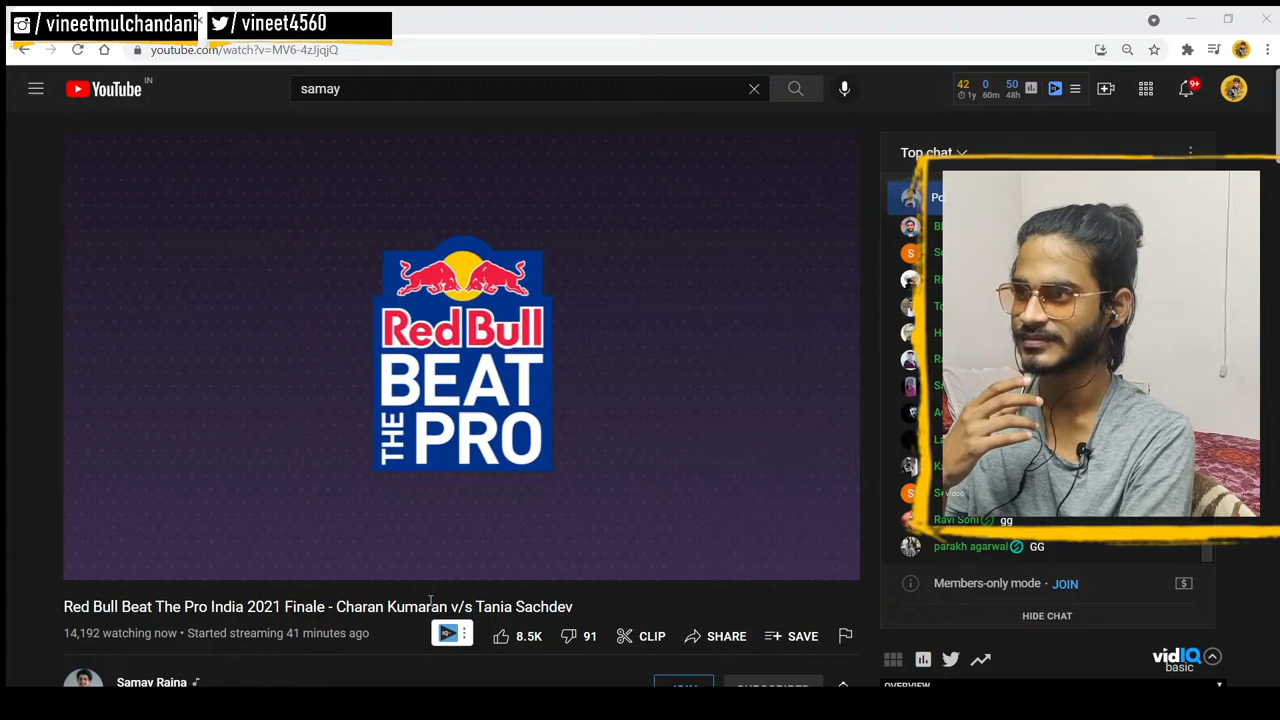 / vineetmulchandani
/ vineet4560
youtube.com/watch?v=MV6-4zJjqjQ
YouTube IN
samay
42 0 50
1y 60m 48h
9+
Top chat
Red Bull
BEAT
THE PRO
Ravi Soni gg
parakh agarwal GG
Members-only mode · JOIN
HIDE CHAT
Red Bull Beat The Pro India 2021 Finale - Charan Kumaran v/s Tania Sachdev
14,192 watching now • Started streaming 41 minutes ago
8.5K 91 CLIP SHARE SAVE
vidIQ
basic
Samay Raina
JOIN SUBSCRIBED
OVERVIEW